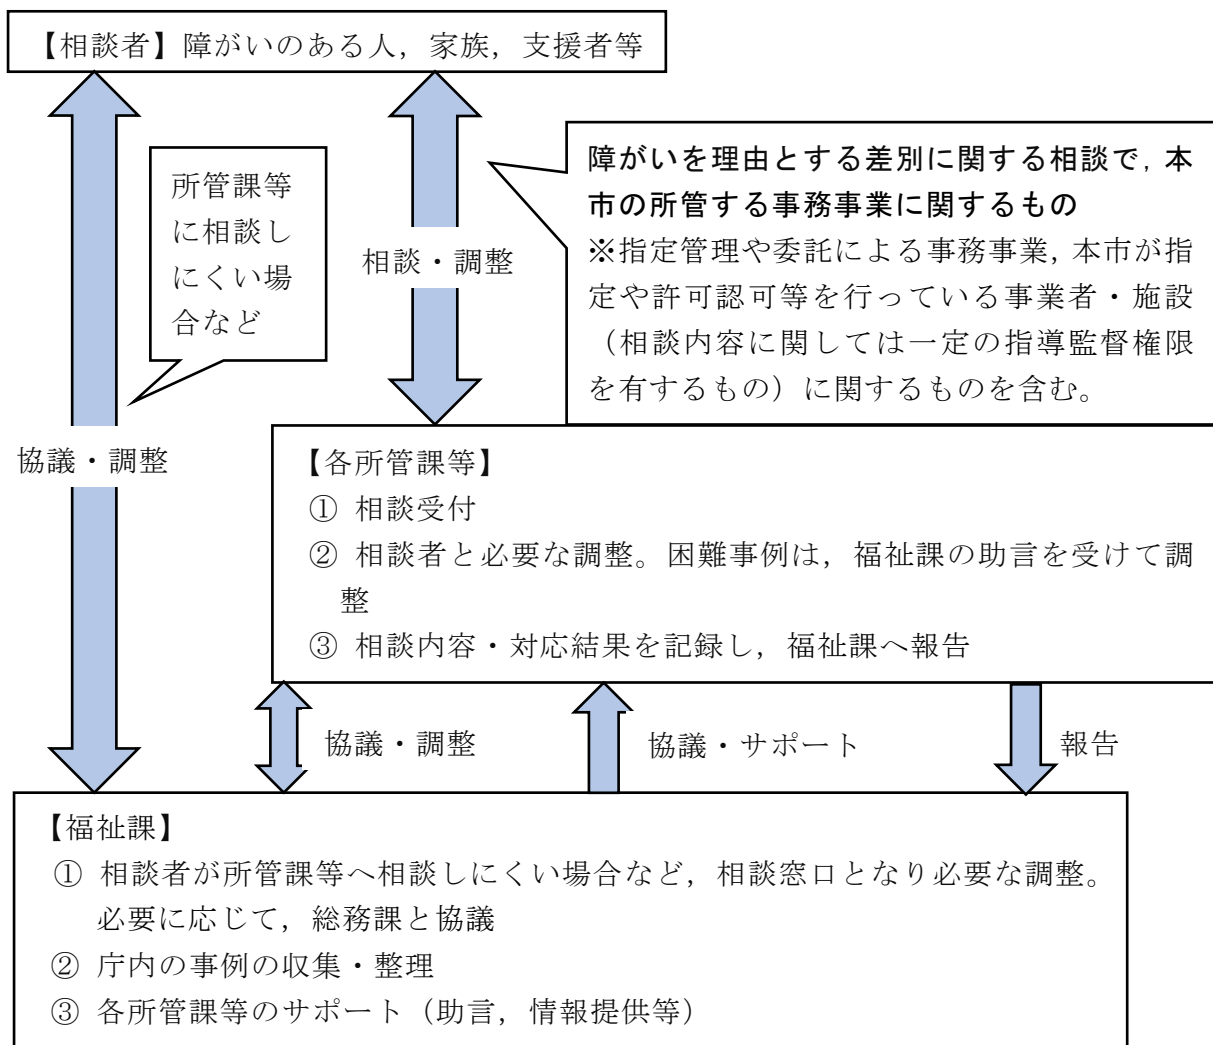 【相談者】障がいのある人，家族，支援者等
所管課等
に相談し
にくい場
合など
相談・調整
障がいを理由とする差別に関する相談で，本
市の所管する事務事業に関するもの
※指定管理や委託による事務事業，本市が指
定や許可認可等を行っている事業者・施設
（相談内容に関しては一定の指導監督権限
を有するもの）に関するものを含む。
協議・調整
【各所管課等】
① 相談受付
② 相談者と必要な調整。困難事例は，福祉課の助言を受けて調
整
③ 相談内容・対応結果を記録し，福祉課へ報告
協議・調整
協議・サポート
報告
【福祉課】
① 相談者が所管課等へ相談しにくい場合など，相談窓口となり必要な調整。
必要に応じて，総務課と協議
② 庁内の事例の収集・整理
③ 各所管課等のサポート（助言，情報提供等）